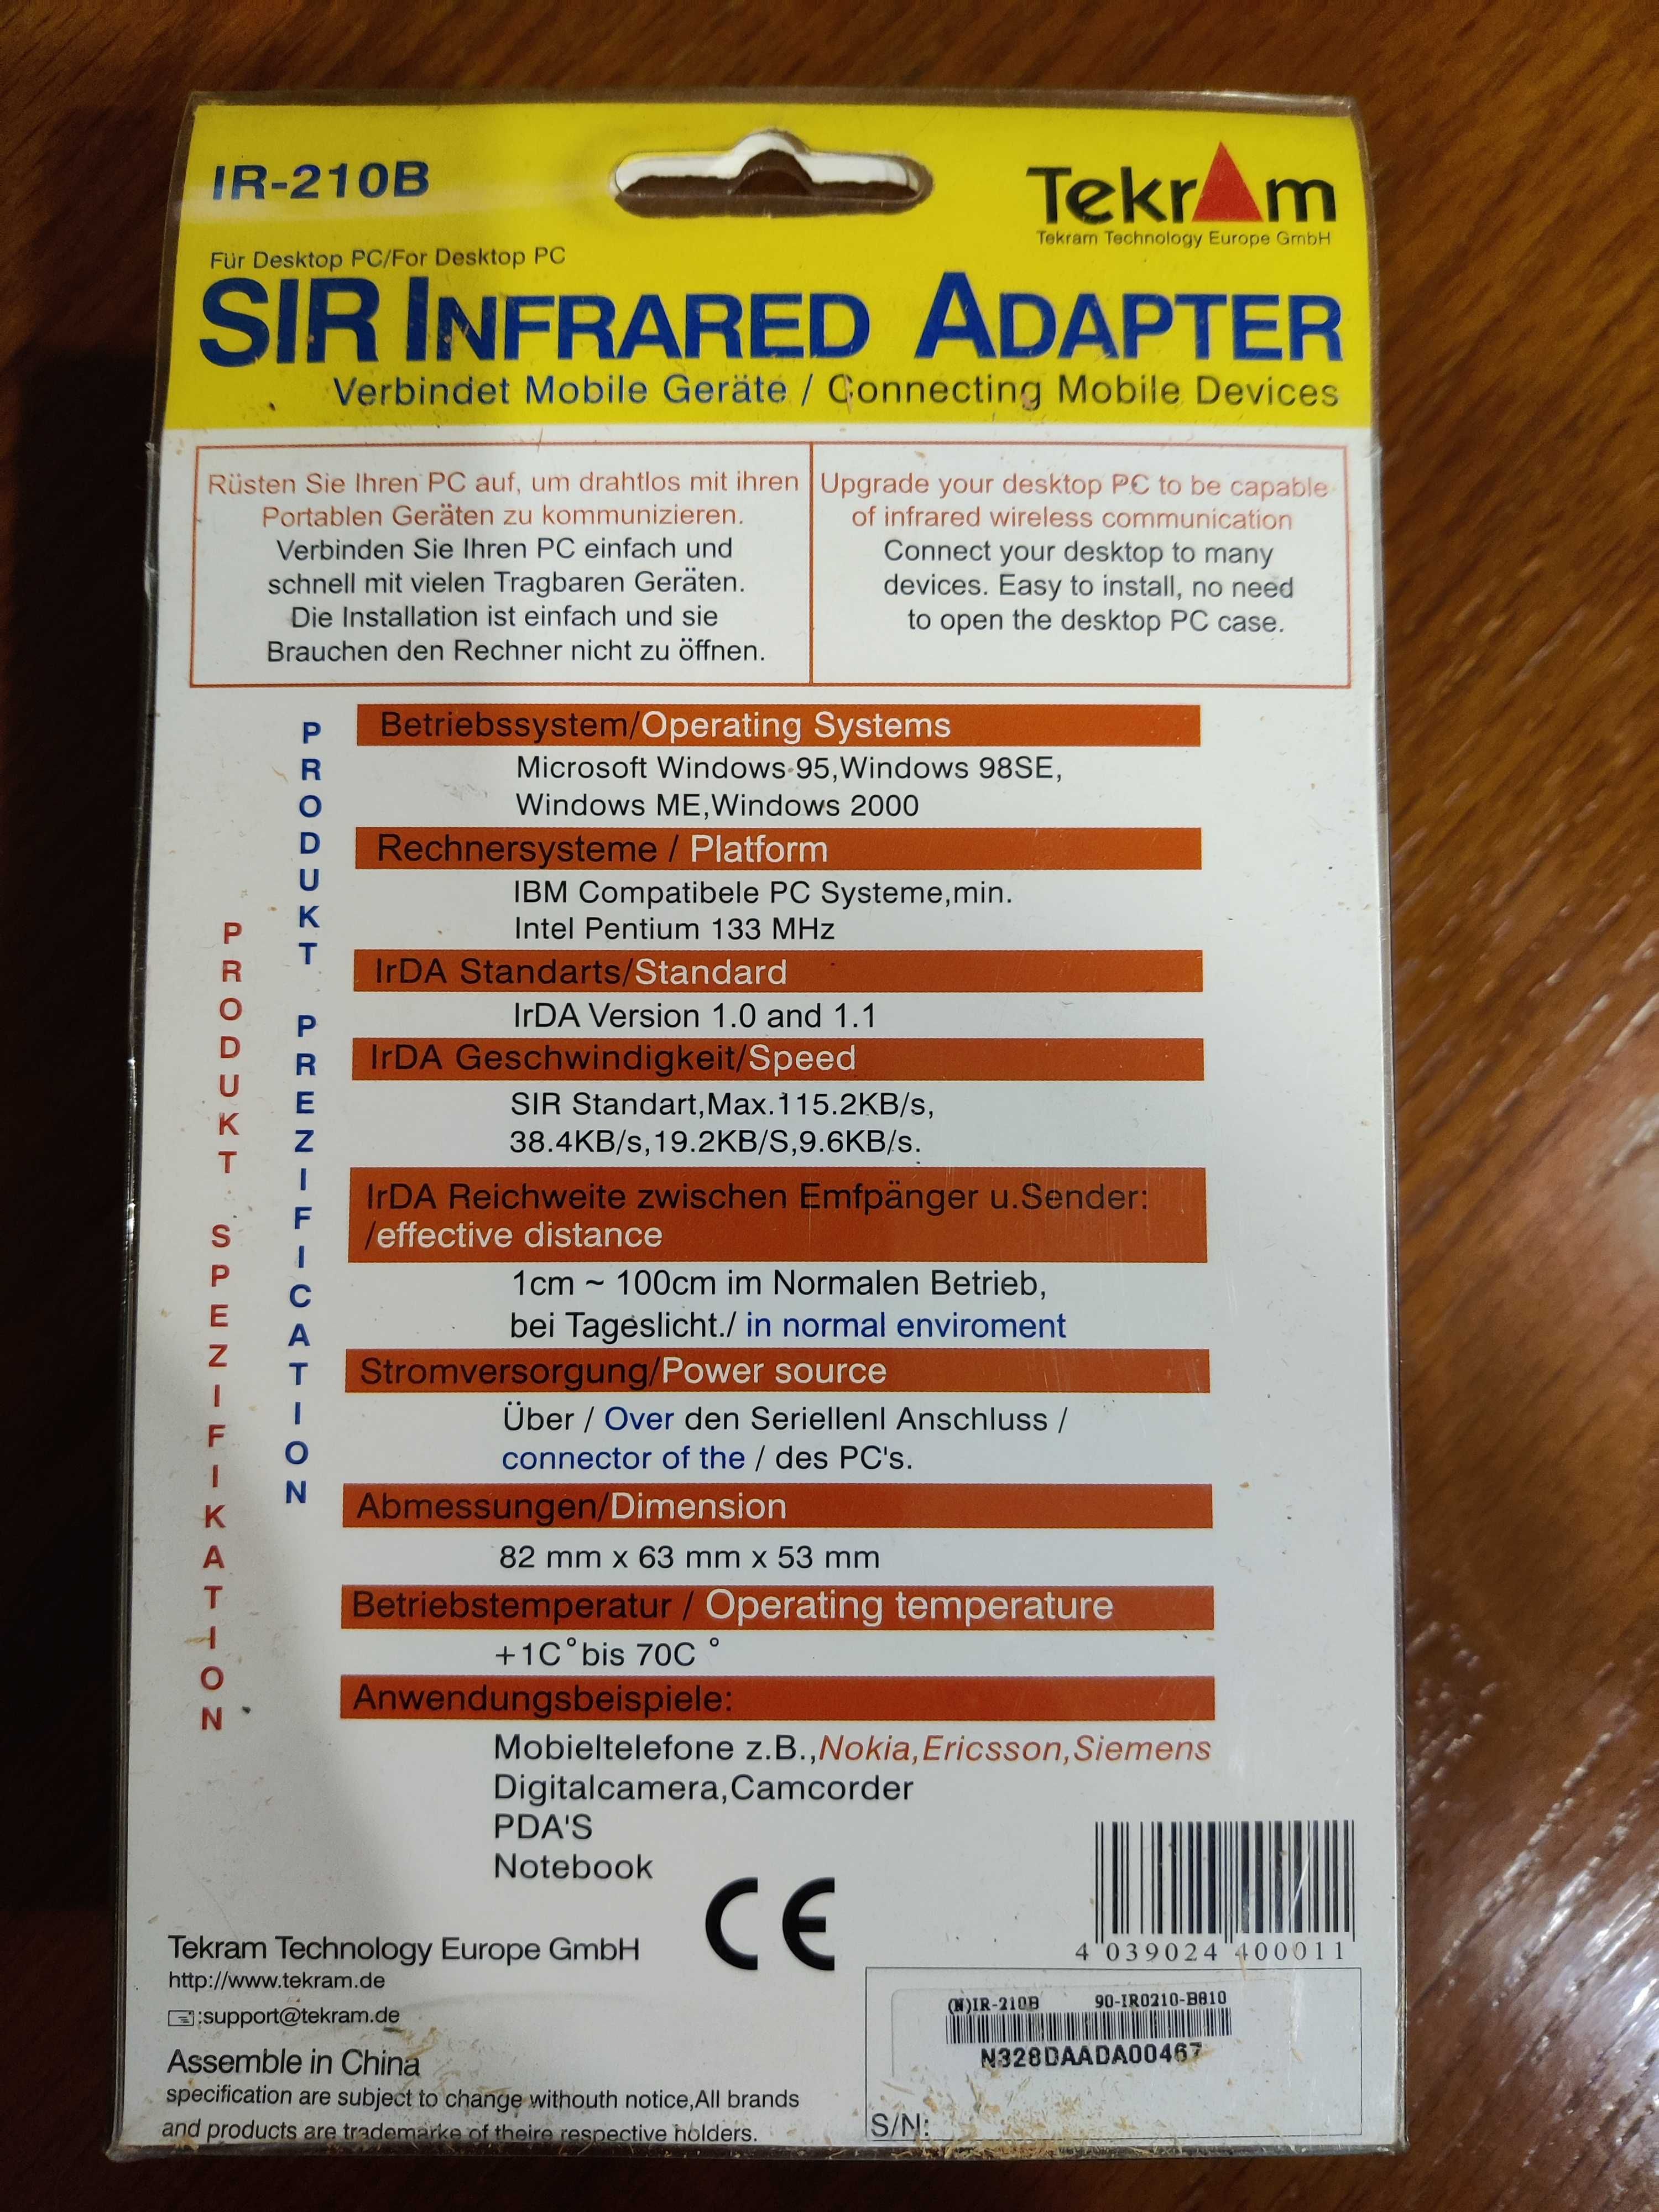 IR-210B
TekrAm
Tekram Technology Europe GmbH
Für Desktop PC/For Desktop PC
SIR INFRARED ADAPTER
Verbindet Mobile Geräte / Connecting Mobile Devices
Rüsten Sie Ihren PC auf, um drahtlos mit ihren
Portablen Geräten zu kommunizieren.
Verbinden Sie Ihren PC einfach und
schnell mit vielen Tragbaren Geräten.
Die Installation ist einfach und sie
Brauchen den Rechner nicht zu öffnen.
Upgrade your desktop PC to be capable
of infrared wireless communication
Connect your desktop to many
devices. Easy to install, no need
to open the desktop PC case.
PRODUKT SPEZIFIKATION
PRODUKT PREZIFICATION
Betriebssystem/Operating Systems
Microsoft Windows 95,Windows 98SE,
Windows ME,Windows 2000
Rechnersysteme / Platform
IBM Compatibele PC Systeme,min.
Intel Pentium 133 MHz
IrDA Standarts/Standard
IrDA Version 1.0 and 1.1
IrDA Geschwindigkeit/Speed
SIR Standart,Max.115.2KB/s,
38.4KB/s,19.2KB/S,9.6KB/s.
IrDA Reichweite zwischen Emfpänger u.Sender:
/effective distance
1cm ~ 100cm im Normalen Betrieb,
bei Tageslicht./ in normal enviroment
Stromversorgung/Power source
Über / Over den Seriellenl Anschluss /
connector of the / des PC's.
Abmessungen/Dimension
82 mm x 63 mm x 53 mm
Betriebstemperatur / Operating temperature
+1C°bis 70C °
Anwendungsbeispiele:
Mobieltelefone z.B.,Nokia,Ericsson,Siemens
Digitalcamera,Camcorder
PDA'S
Notebook
CE
4 039024 400011
Tekram Technology Europe GmbH
http://www.tekram.de
:support@tekram.de
Assemble in China
specification are subject to change withouth notice,All brands
and products are trademarke of theire respective holders.
(N)IR-210B 90-IR0210-B810
N328DAADA00467
S/N: